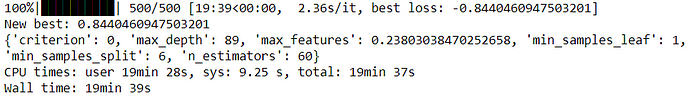 100%|██████████| 500/500 [19:39<00:00,  2.36s/it, best loss: -0.8440460947503201]
New best: 0.8440460947503201
{'criterion': 0, 'max_depth': 89, 'max_features': 0.23803038470252658, 'min_samples_leaf': 1,
'min_samples_split': 6, 'n_estimators': 60}
CPU times: user 19min 28s, sys: 9.25 s, total: 19min 37s
Wall time: 19min 39s